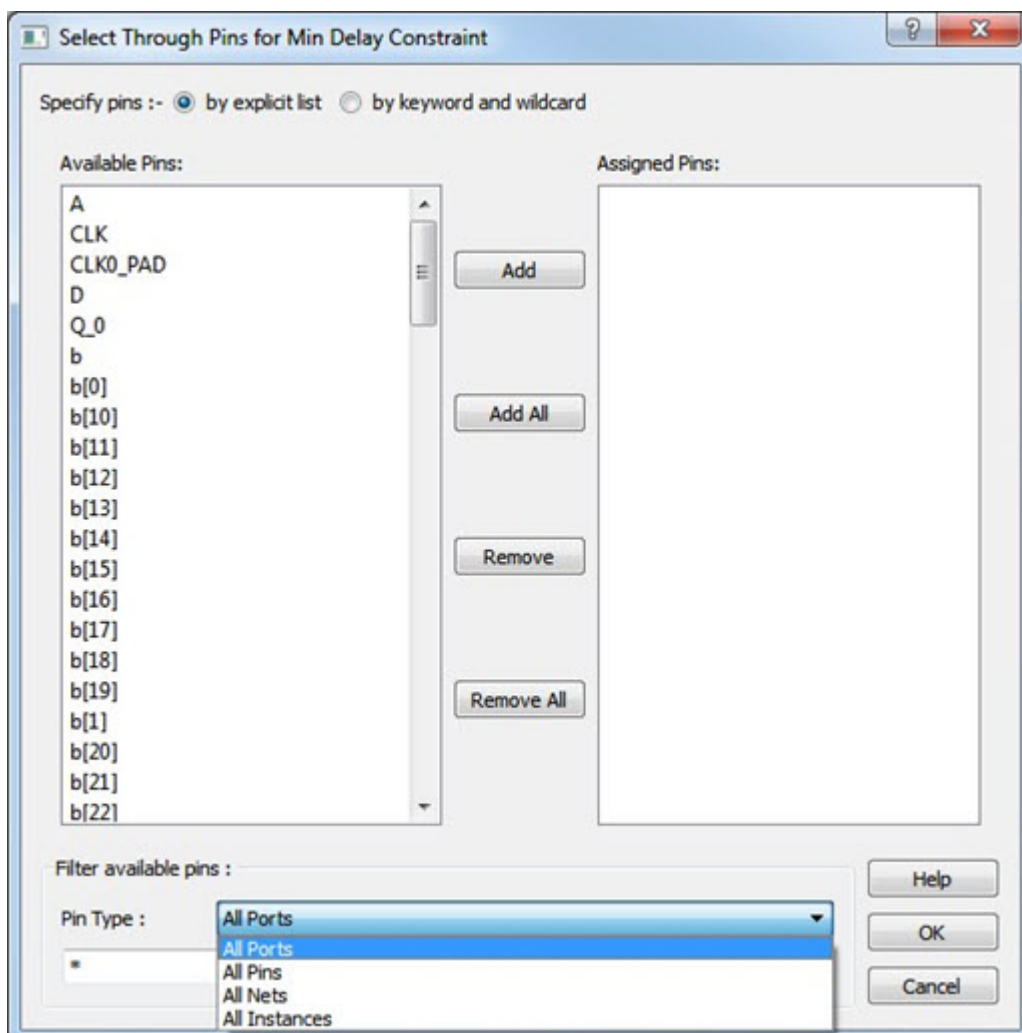 Select Through Pins for Min Delay Constraint
Specify pins :- by explicit list by keyword and wildcard
Available Pins:
Assigned Pins:
A
CLK
CLK0_PAD
D
Q_0
b
b[0]
b[10]
b[11]
b[12]
b[13]
b[14]
b[15]
b[16]
b[17]
b[18]
b[19]
b[1]
b[20]
b[21]
b[22]
Add
Add All
Remove
Remove All
Filter available pins :
Pin Type :
All Ports
All Ports
All Pins
All Nets
All Instances
*
Help
OK
Cancel